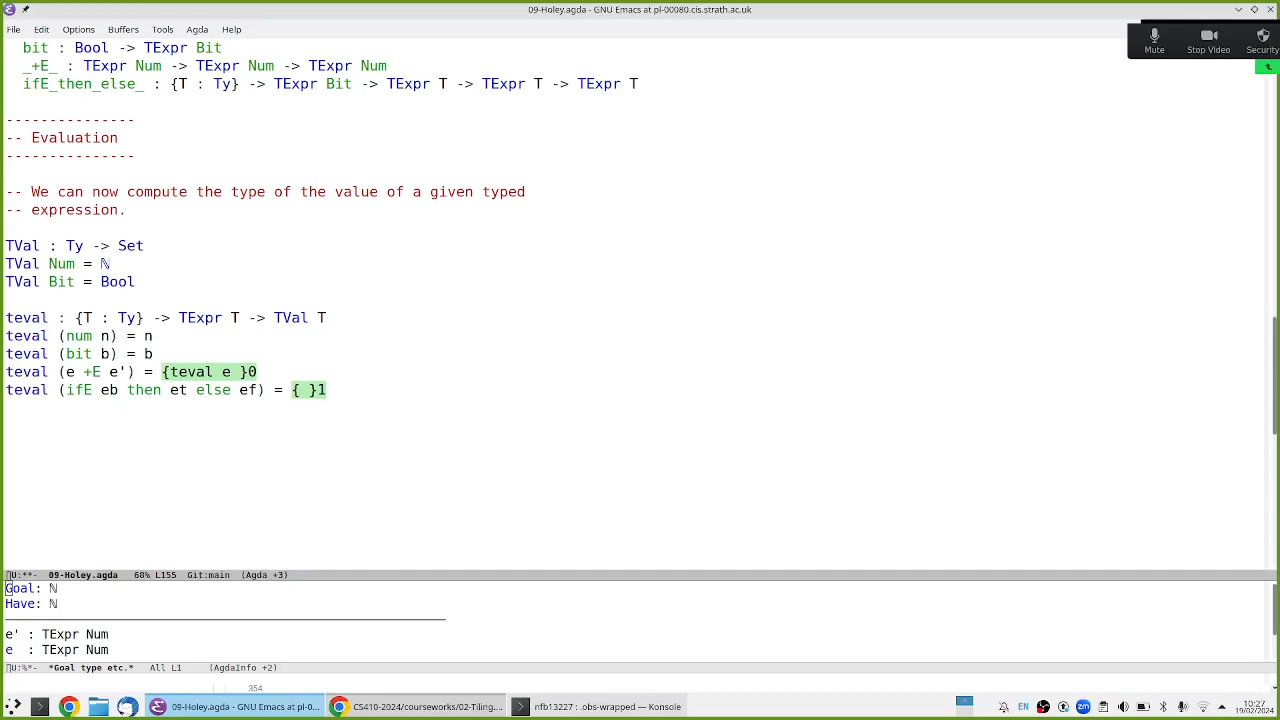 09-Holey.agda - GNU Emacs at pl-00080.cis.strath.ac.uk
File Edit Options Buffers Tools Agda Help
Mute Stop Video Security
bit : Bool -> TExpr Bit
_+E_ : TExpr Num -> TExpr Num -> TExpr Num
ifE_then_else_ : {T : Ty} -> TExpr Bit -> TExpr T -> TExpr T -> TExpr T
---------------
-- Evaluation
---------------
-- We can now compute the type of the value of a given typed
-- expression.
TVal : Ty -> Set
TVal Num = ℕ
TVal Bit = Bool
teval : {T : Ty} -> TExpr T -> TVal T
teval (num n) = n
teval (bit b) = b
teval (e +E e') = {teval e }0
teval (ifE eb then et else ef) = { }1
U:**- 09-Holey.agda 68% L155 Git:main (Agda +3)
Goal: ℕ
Have: ℕ
e' : TExpr Num
e : TExpr Num
U:%*- *Goal type etc.* All L1 (AgdaInfo +2)
354
09-Holey.agda - GNU Emacs at pl-0... CS410-2324/courseworks/02-Tiling,... nfb13227 : .obs-wrapped — Konsole
EN
zm
10:27
19/02/2024